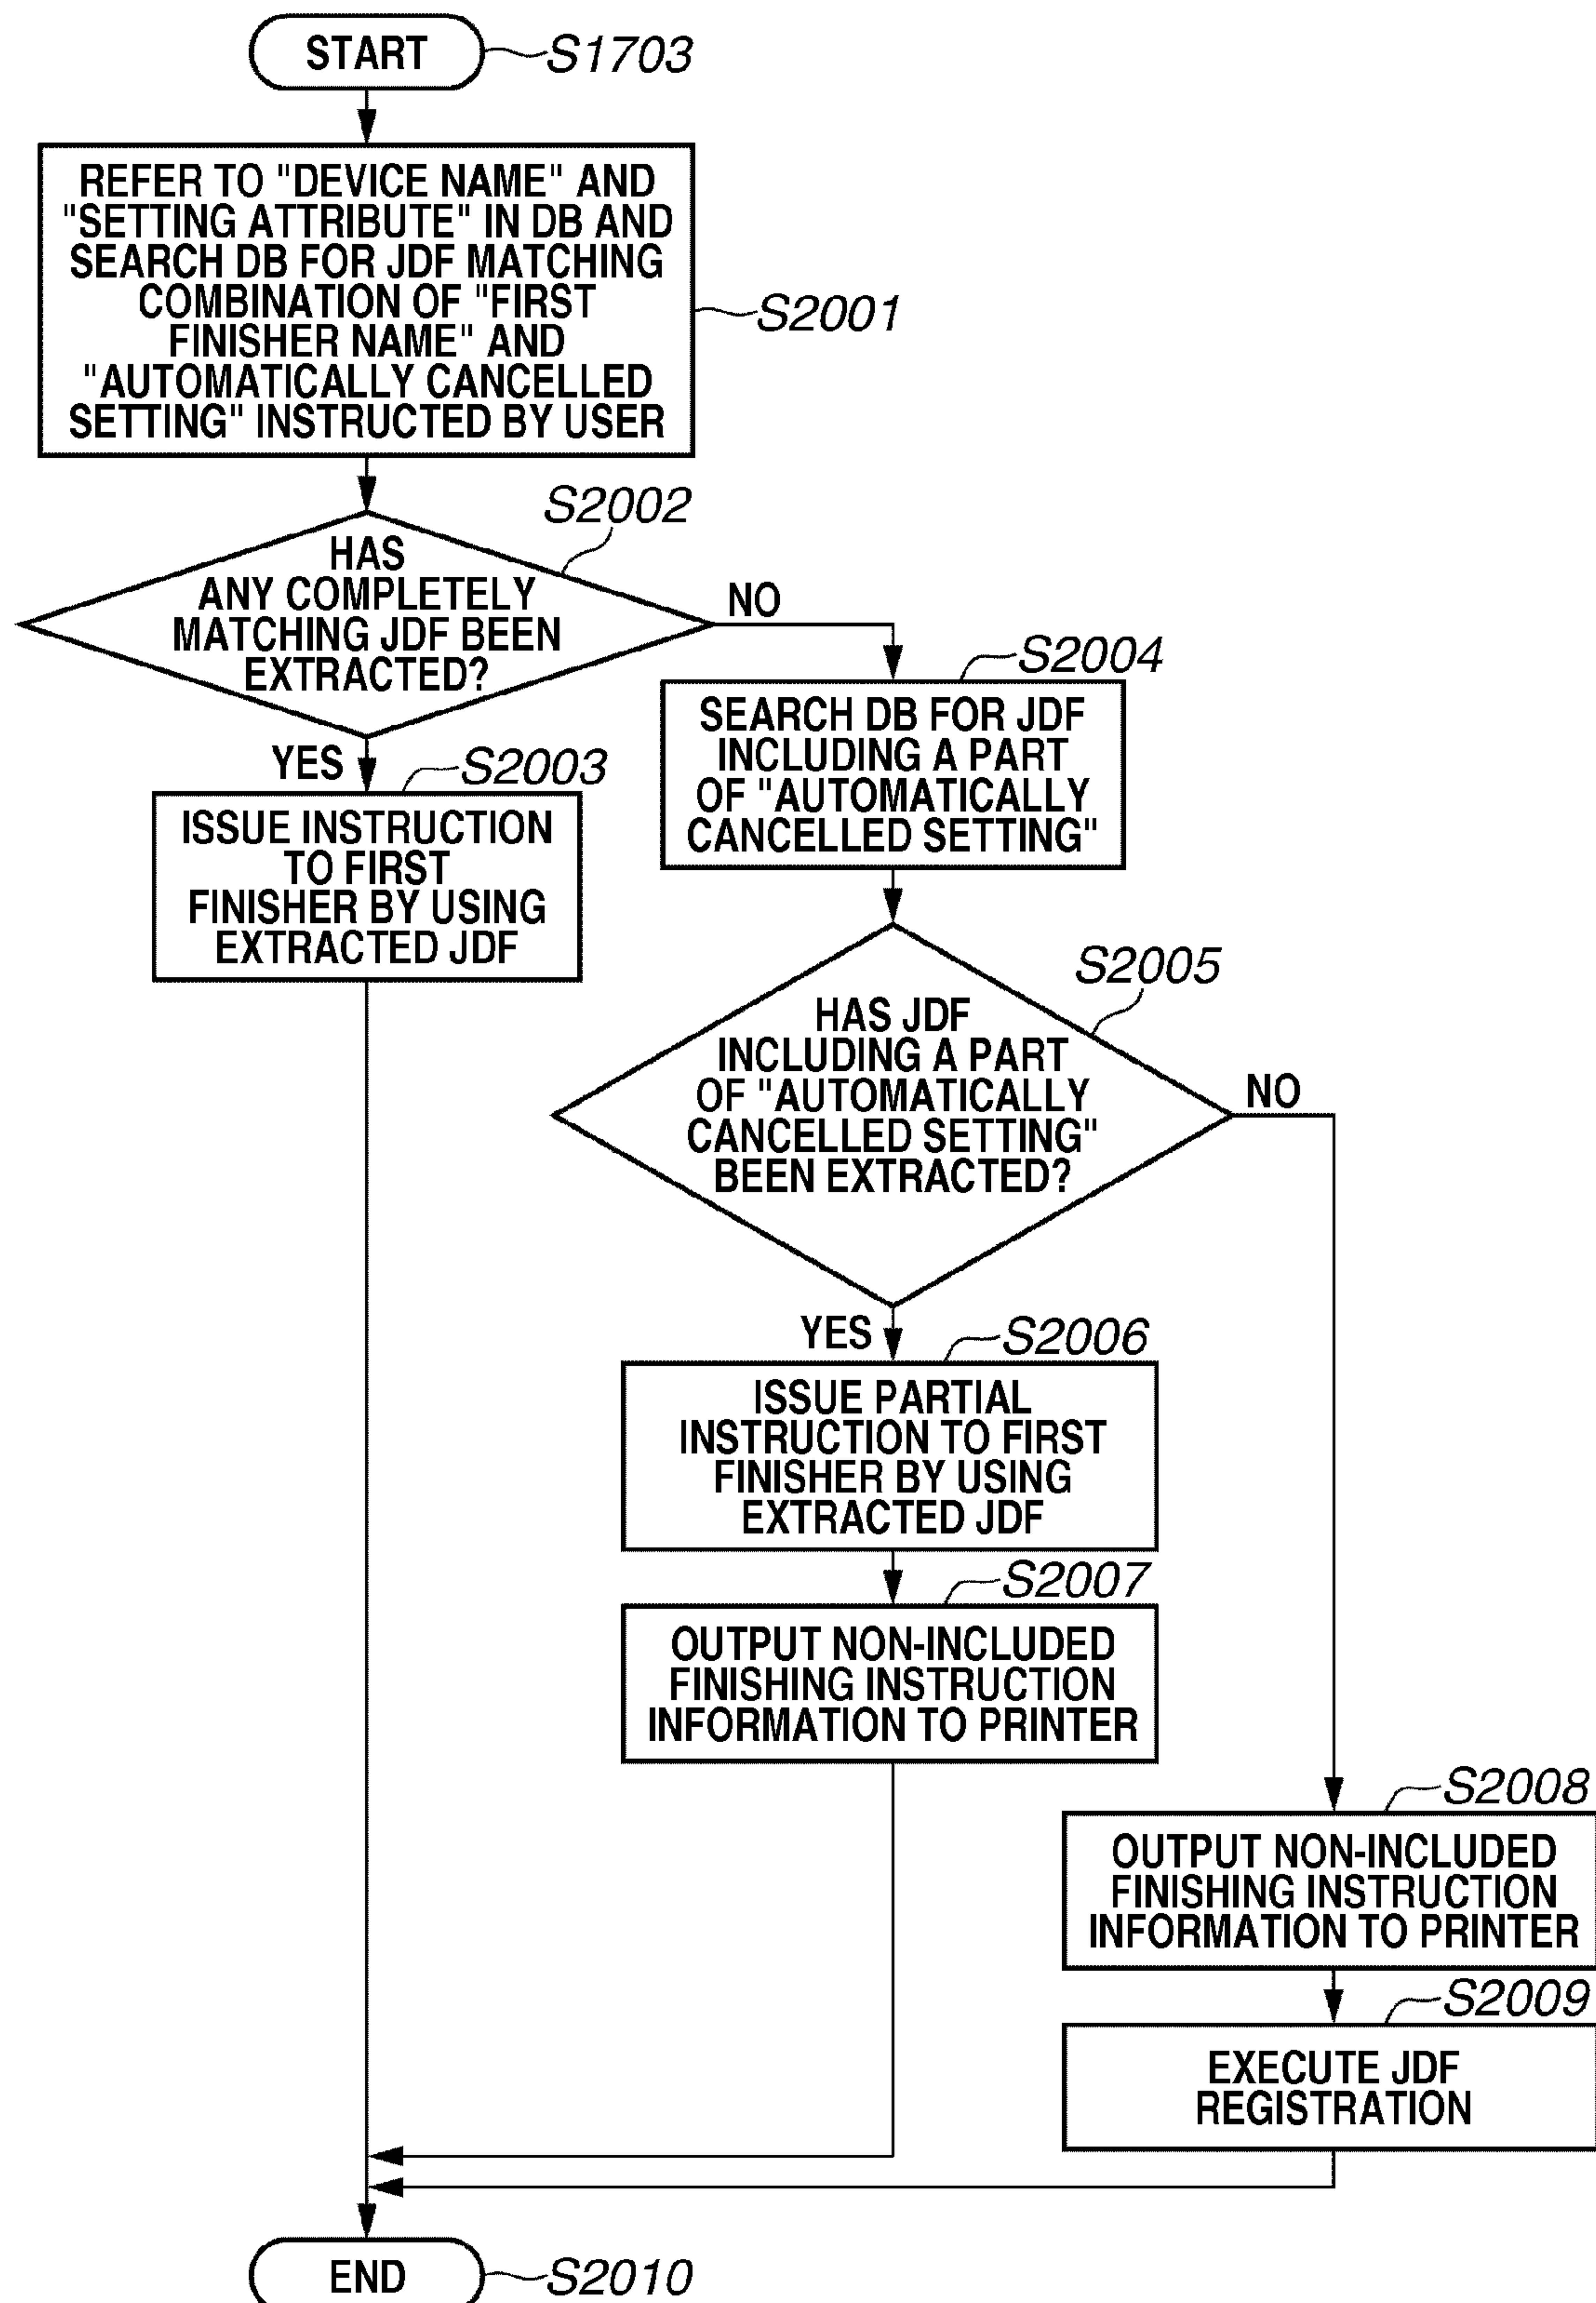 START
S1703
REFER TO "DEVICE NAME" AND
"SETTING ATTRIBUTE" IN DB AND
SEARCH DB FOR JDF MATCHING
COMBINATION OF "FIRST
FINISHER NAME" AND
"AUTOMATICALLY CANCELLED
SETTING" INSTRUCTED BY USER
S2001
S2002
HAS
ANY COMPLETELY
MATCHING JDF BEEN
EXTRACTED?
NO
YES
S2003
ISSUE INSTRUCTION
TO FIRST
FINISHER BY USING
EXTRACTED JDF
S2004
SEARCH DB FOR JDF
INCLUDING A PART
OF "AUTOMATICALLY
CANCELLED SETTING"
S2005
HAS JDF
INCLUDING A PART
OF "AUTOMATICALLY
CANCELLED SETTING"
BEEN EXTRACTED?
NO
YES
S2006
ISSUE PARTIAL
INSTRUCTION TO FIRST
FINISHER BY USING
EXTRACTED JDF
S2007
OUTPUT NON-INCLUDED
FINISHING INSTRUCTION
INFORMATION TO PRINTER
S2008
OUTPUT NON-INCLUDED
FINISHING INSTRUCTION
INFORMATION TO PRINTER
S2009
EXECUTE JDF
REGISTRATION
END
S2010